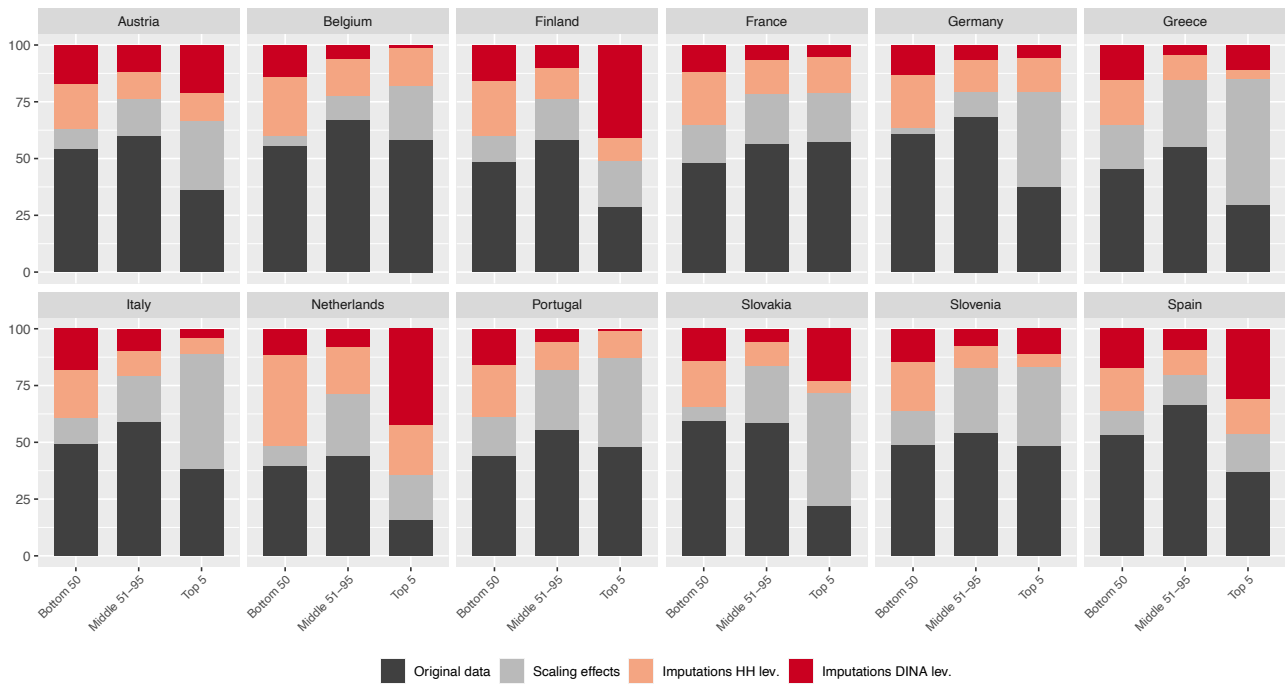 Austria Belgium Finland France Germany Greece
100
75
50
25
0
Italy Netherlands Portugal Slovakia Slovenia Spain
100
75
50
25
0
Bottom 50 Middle 51–95 Top 5 Bottom 50 Middle 51–95 Top 5 Bottom 50 Middle 51–95 Top 5 Bottom 50 Middle 51–95 Top 5 Bottom 50 Middle 51–95 Top 5 Bottom 50 Middle 51–95 Top 5
Original data Scaling effects Imputations HH lev. Imputations DINA lev.